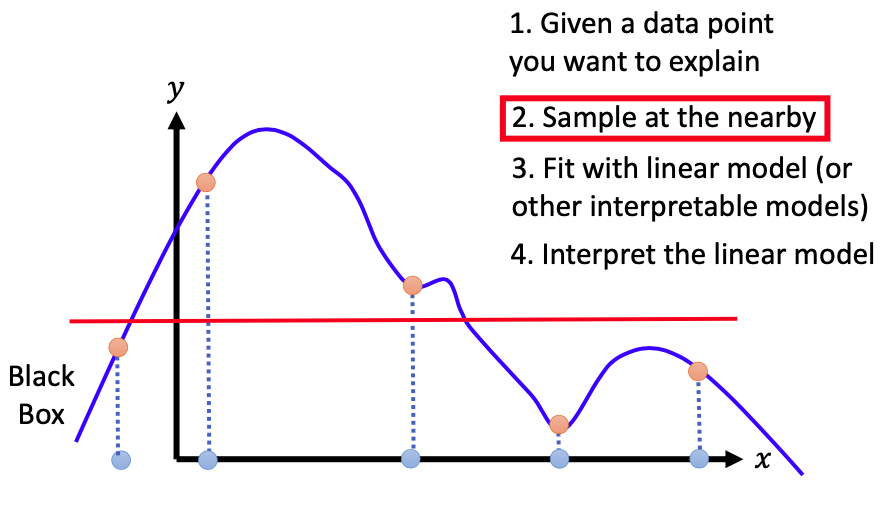 1. Given a data point
you want to explain
2. Sample at the nearby
3. Fit with linear model (or
other interpretable models)
4. Interpret the linear model
y
Black
Box
x